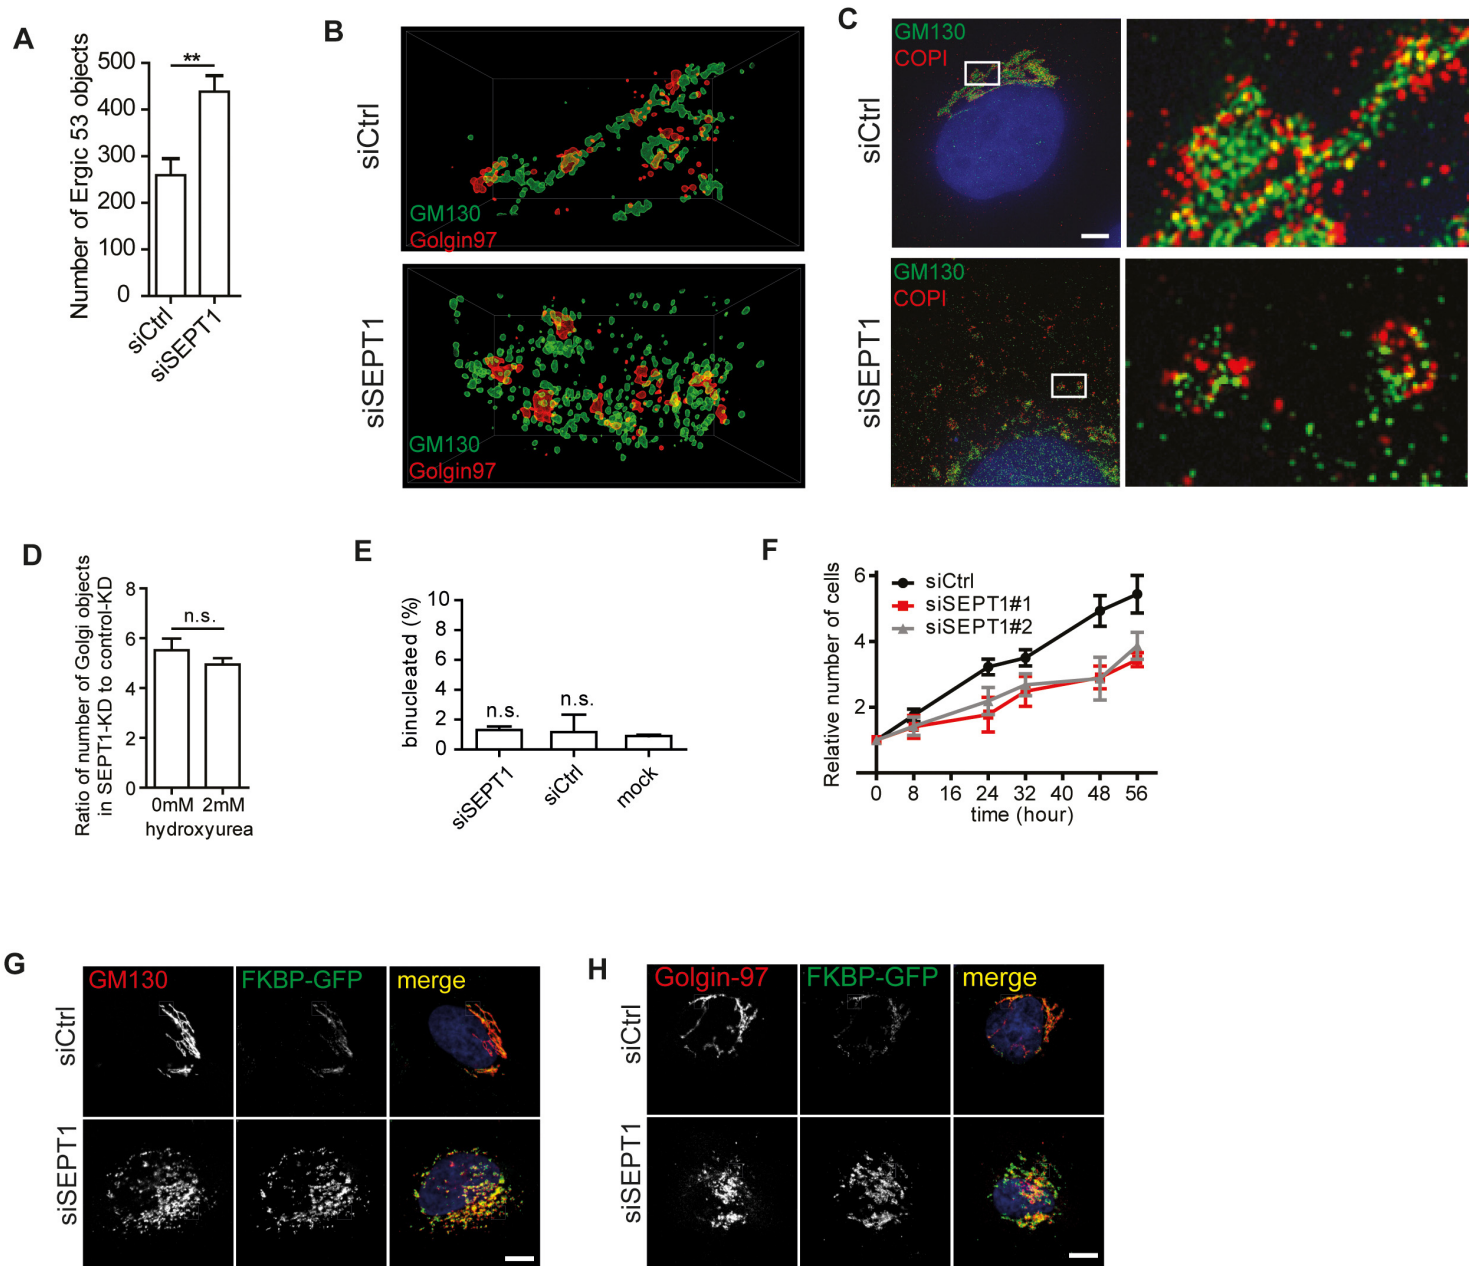 A
Number of Ergic 53 objects
500
400
300
200
100
0
**
siCtrl
siSEPT1
B
siCtrl
GM130
Golgin97
siSEPT1
GM130
Golgin97
C
siCtrl
GM130
COPI
siSEPT1
GM130
COPI
D
Ratio of number of Golgi objects
in SEPT1-KD to control-KD
8
6
4
2
0
n.s.
0mM 2mM
hydroxyurea
E
binucleated (%)
10
8
6
4
2
0
n.s.
n.s.
siSEPT1
siCtrl
mock
F
Relative number of cells
6
4
2
siCtrl
siSEPT1#1
siSEPT1#2
0 8 16 24 32 40 48 56
time (hour)
G
GM130 FKBP-GFP merge
siCtrl
siSEPT1
H
Golgin-97 FKBP-GFP merge
siCtrl
siSEPT1